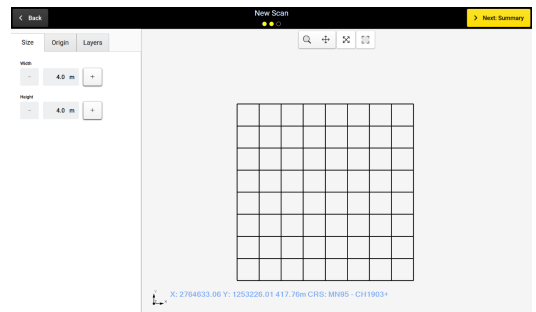 < Back
New Scan
> Next: Summary
Size
Origin
Layers
Width
− 4.0 m +
Height
− 4.0 m +
X: 2764633.06 Y: 1253226.01 417.76m CRS: MN95 - CH1903+
Y
X